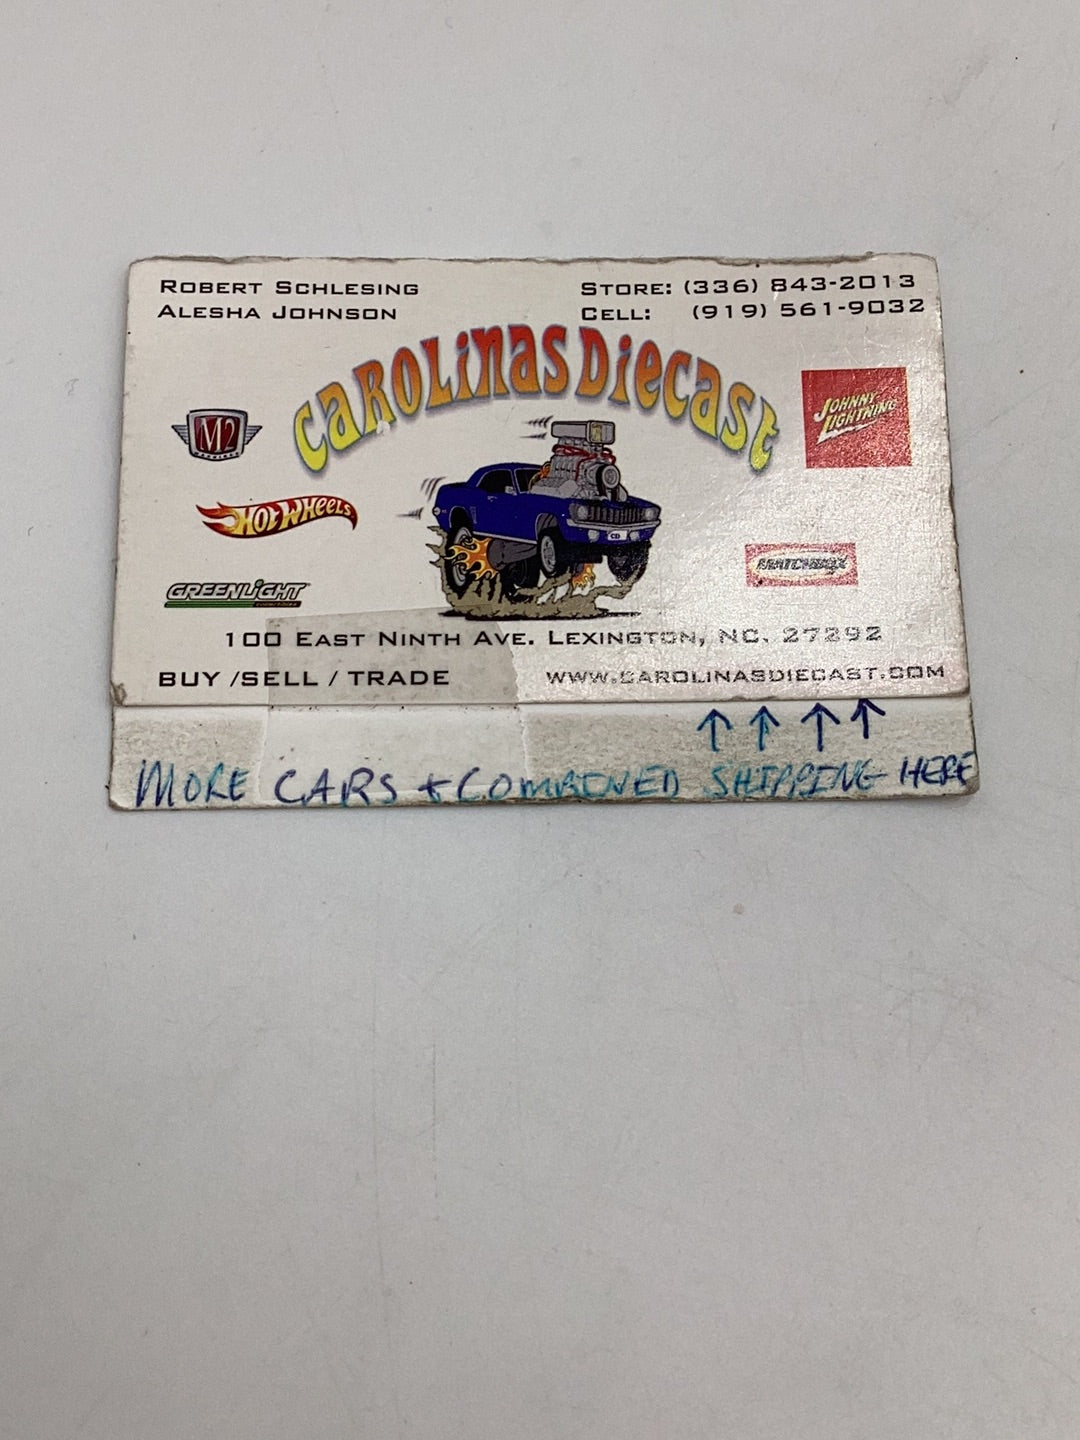 ROBERT SCHLESING
ALESHA JOHNSON
STORE: (336) 843-2013
CELL: (919) 561-9032
CAROLINAS DIECAST
M2
MACHINES
JOHNNY
LIGHTNING
HOT WHEELS
CD
MATCHBOX
GREENLIGHT
100 EAST NINTH AVE. LEXINGTON, NC. 27292
BUY /SELL / TRADE
WWW.CAROLINASDIECAST.COM
↑ ↑ ↑ ↑
MORE CARS + COMBINED SHIPPING HERE